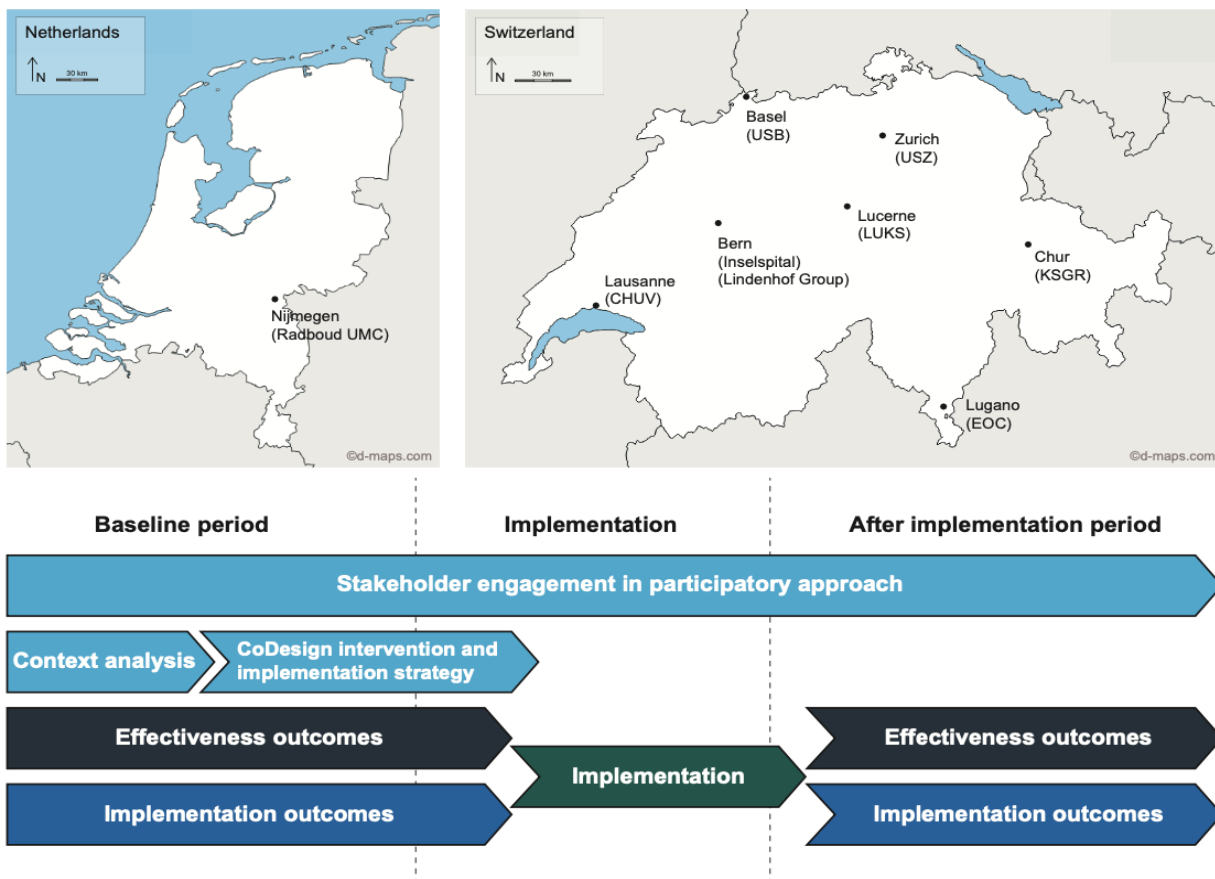 Netherlands
N
30 km
Nijmegen
(Radboud UMC)
©d-maps.com
Switzerland
N
30 km
Basel
(USB)
Zurich
(USZ)
Lucerne
(LUKS)
Bern
(Inselspital)
(Lindenhof Group)
Chur
(KSGR)
Lausanne
(CHUV)
Lugano
(EOC)
©d-maps.com
Baseline period
Implementation
After implementation period
Stakeholder engagement in participatory approach
Context analysis
CoDesign intervention and
implementation strategy
Effectiveness outcomes
Effectiveness outcomes
Implementation
Implementation outcomes
Implementation outcomes